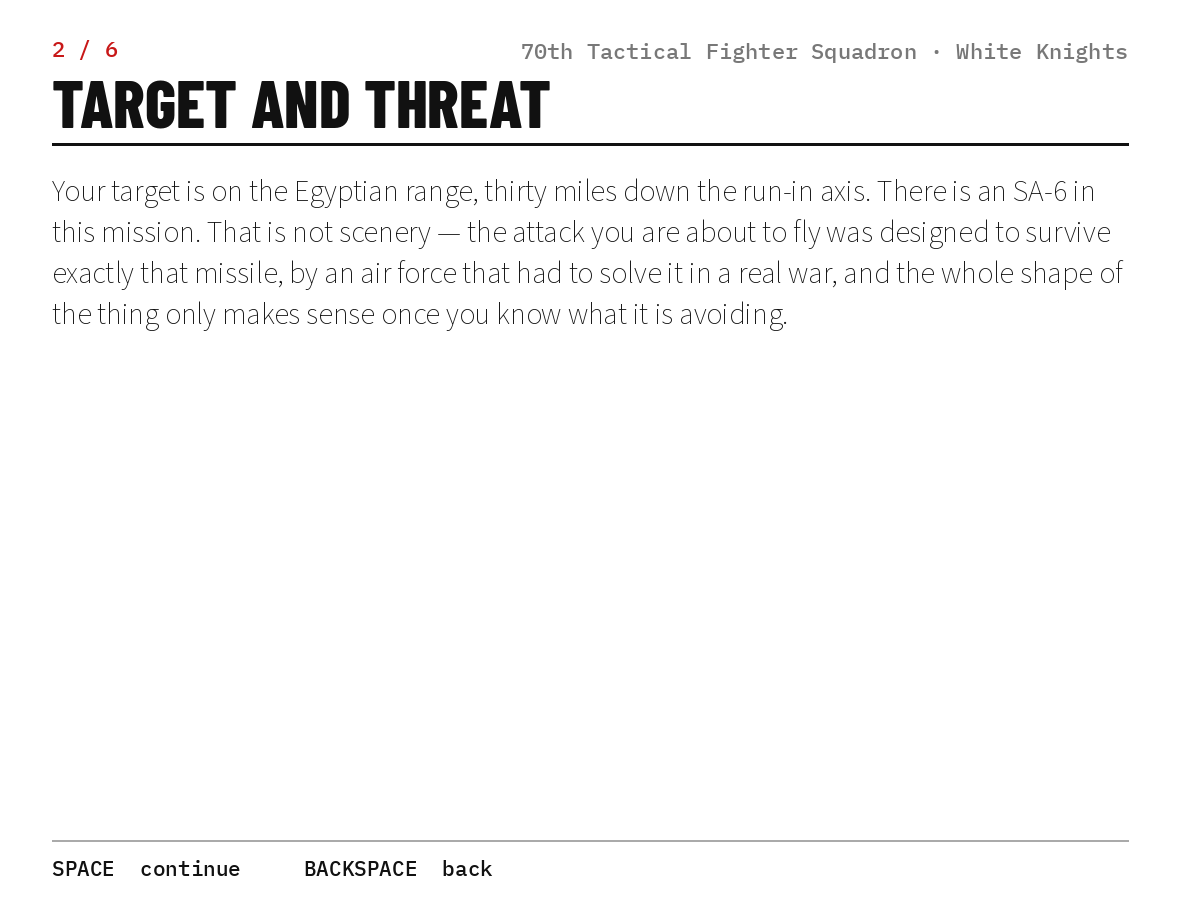 2 / 6
70th Tactical Fighter Squadron · White Knights
TARGET AND THREAT
Your target is on the Egyptian range, thirty miles down the run-in axis. There is an SA-6 in
this mission. That is not scenery — the attack you are about to fly was designed to survive
exactly that missile, by an air force that had to solve it in a real war, and the whole shape of
the thing only makes sense once you know what it is avoiding.
SPACE continue BACKSPACE back